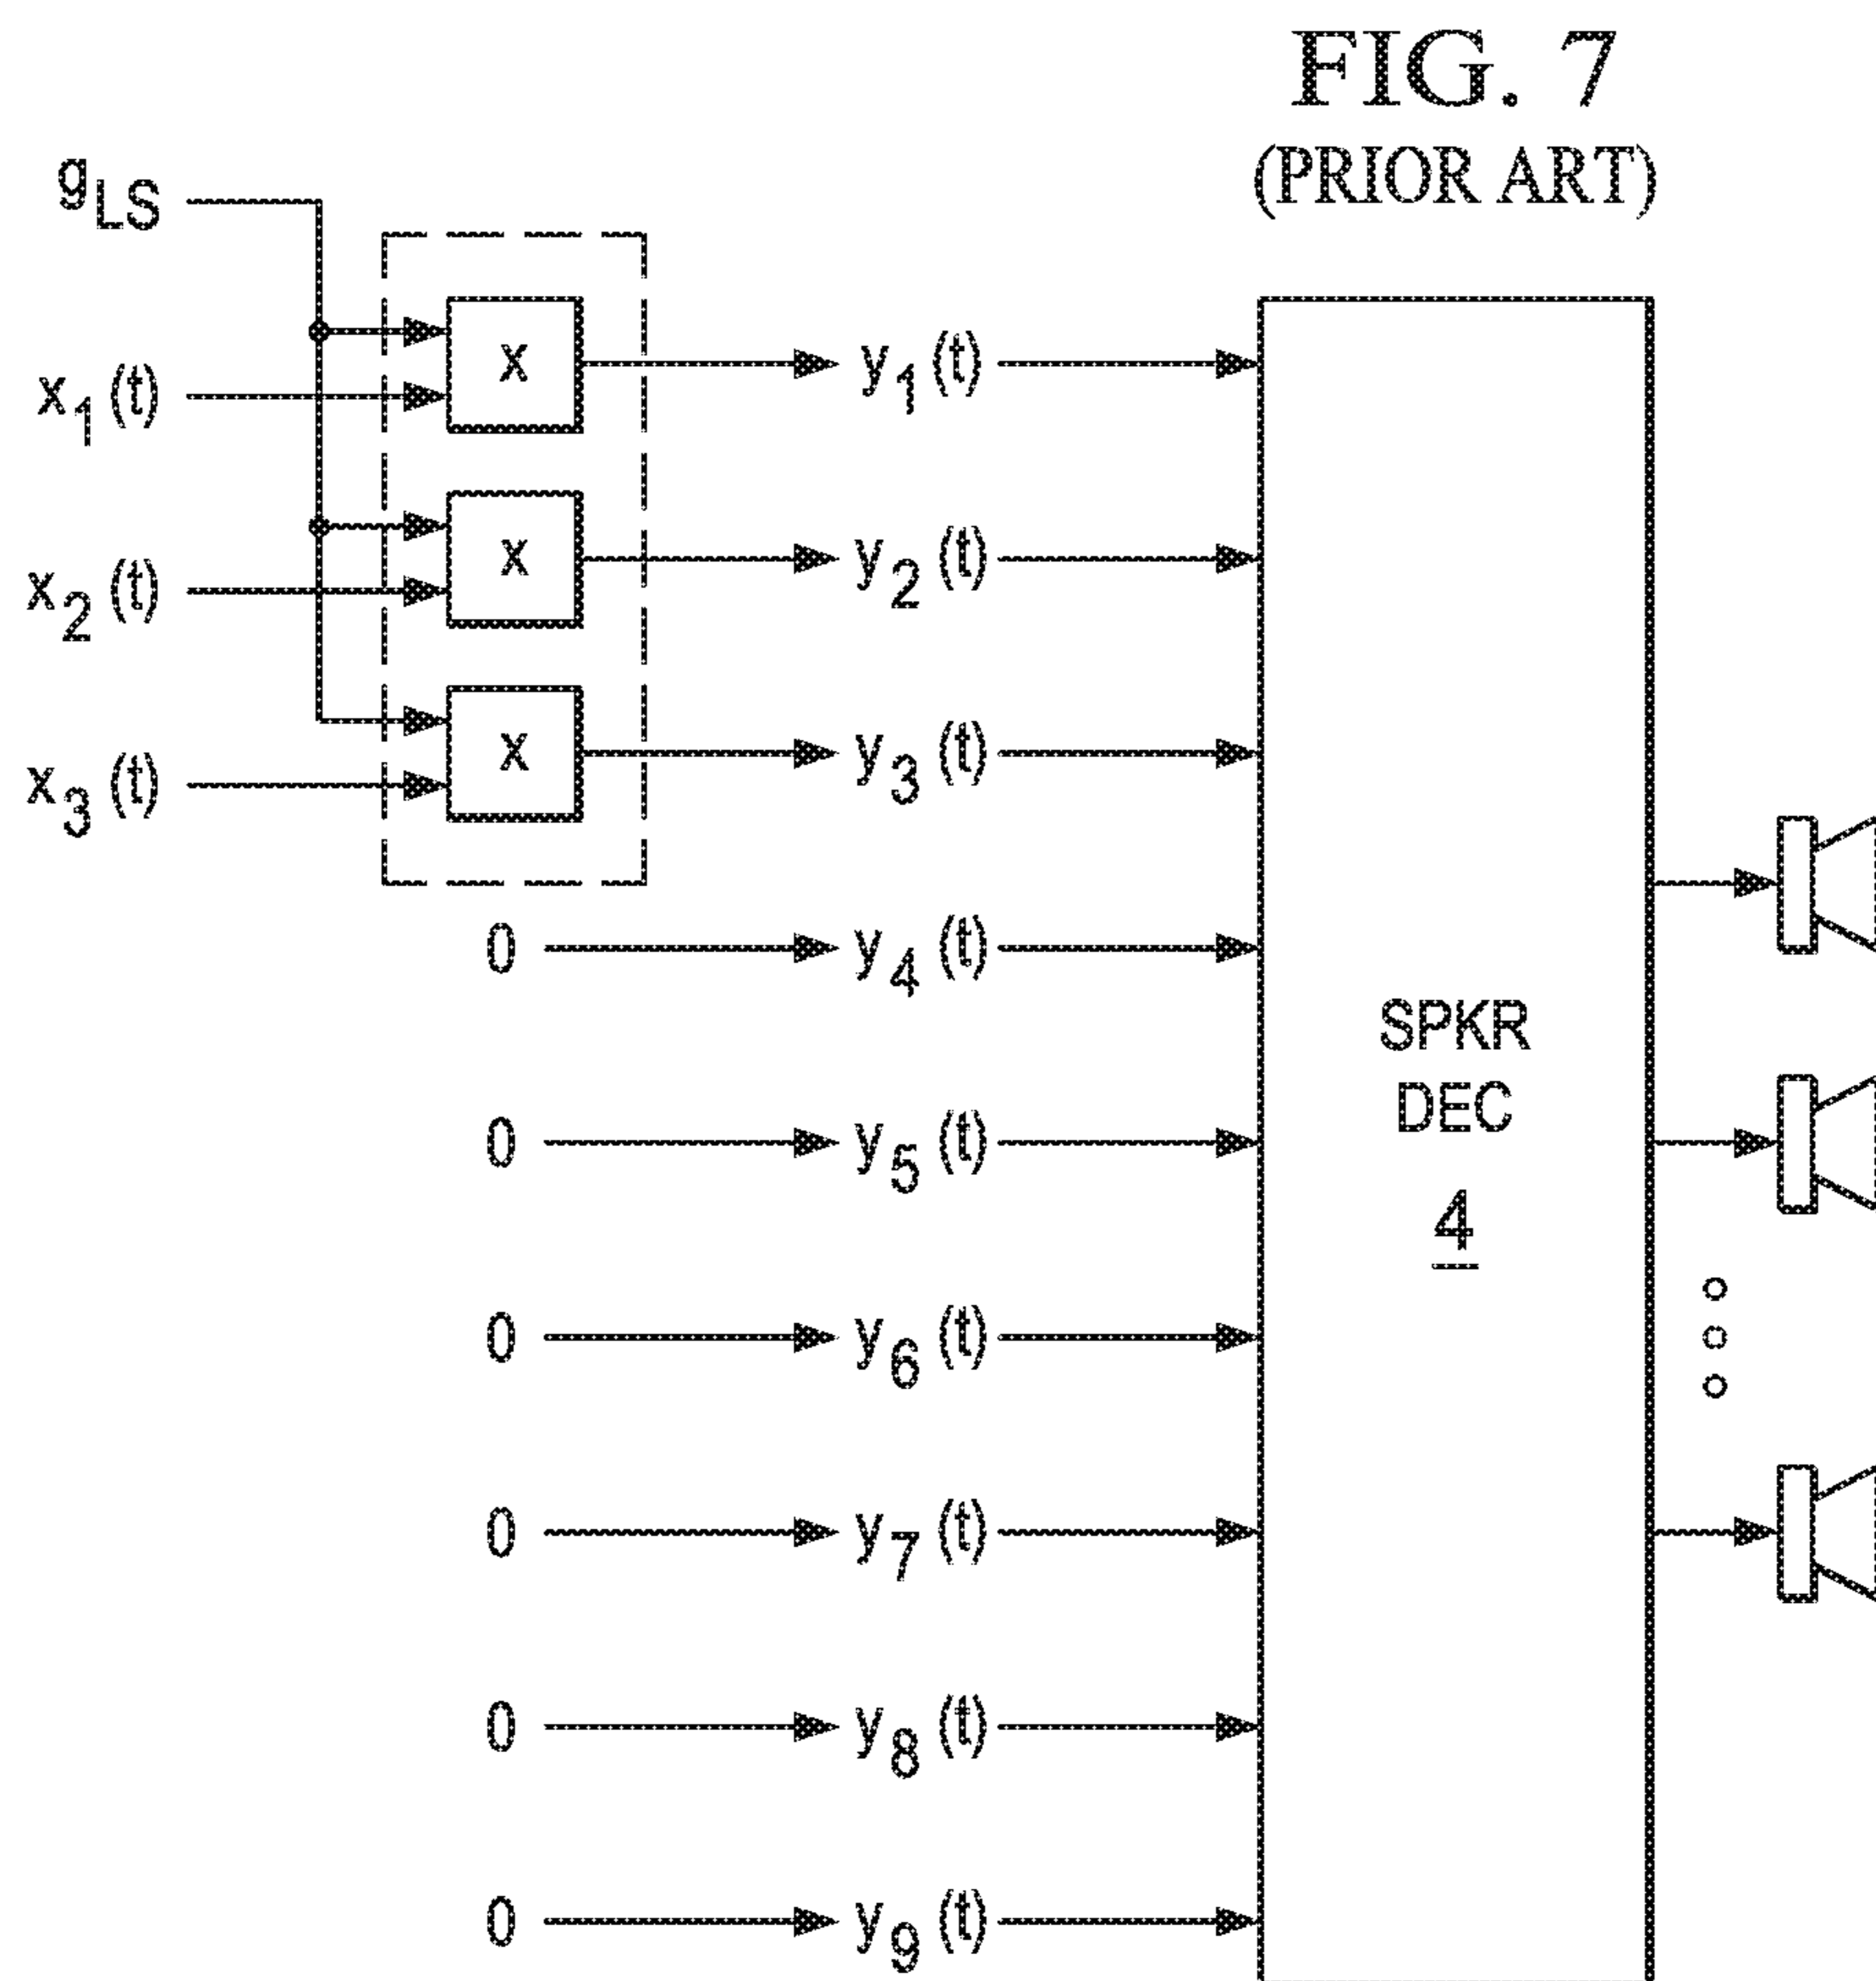 FIG. 7
(PRIOR ART)
g_LS
x_1(t)
x_2(t)
x_3(t)
X
X
X
0
0
0
0
0
0
y_1(t)
y_2(t)
y_3(t)
y_4(t)
y_5(t)
y_6(t)
y_7(t)
y_8(t)
y_9(t)
SPKR
DEC
4